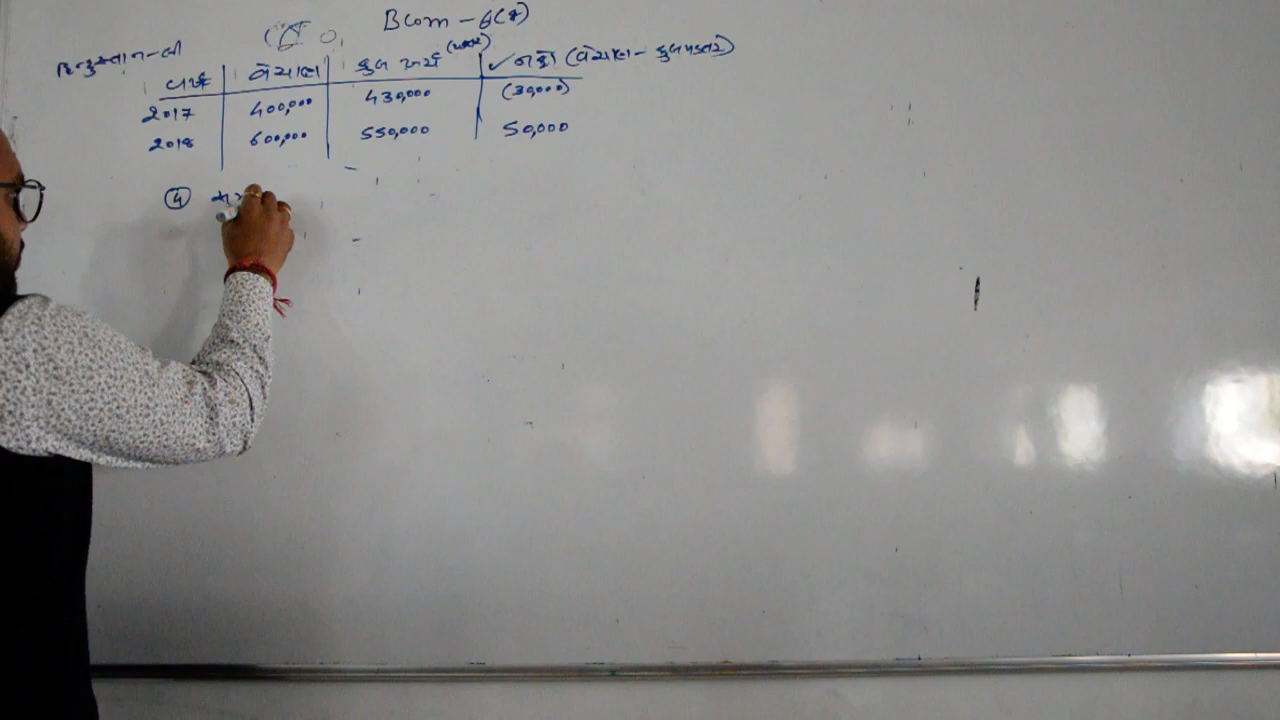 BCom - 6(8)
હિન્દુસ્તાન-લી
વર્ષ વેચાણ કુલ ખર્ચ (પડતર) ✓નફો (વેચાણ - કુલ પડતર)
2017 400,000 430,000 (30,000)
2018 600,000 550,000 50,000